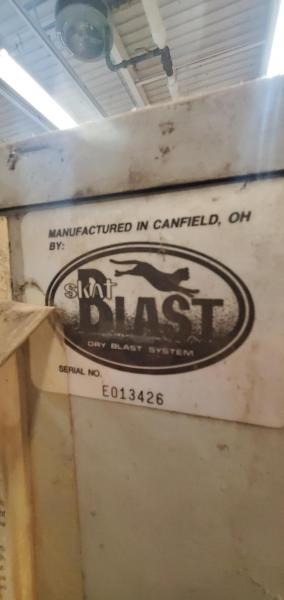 MANUFACTURED IN CANFIELD, OH
BY:
skat
BLAST
DRY BLAST SYSTEM
SERIAL NO.
E013426